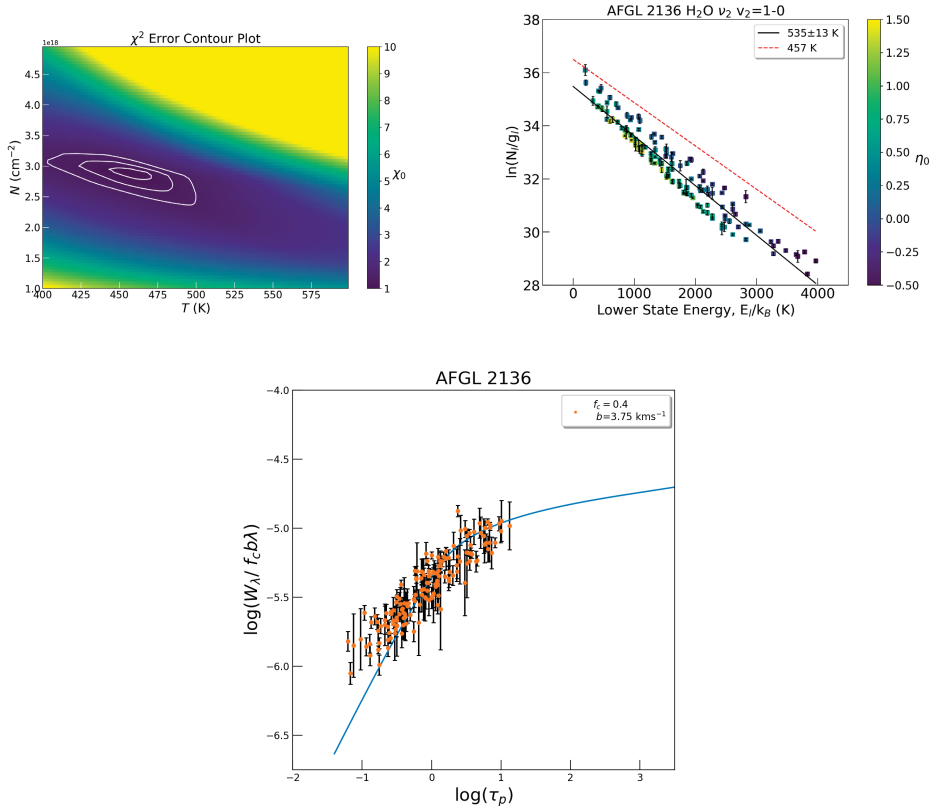 χ² Error Contour Plot
1e18
4.5
4.0
3.5
3.0
2.5
2.0
1.5
1.0
N (cm⁻²)
400 425 450 475 500 525 550 575
T (K)
10
9
8
7
6
5
4
3
2
1
χ₀
AFGL 2136 H₂O ν₂ v₂=1-0
535±13 K
457 K
38
36
34
32
30
28
ln(Nₗ/gₗ)
0 1000 2000 3000 4000
Lower State Energy, Eₗ/k_B (K)
1.50
1.25
1.00
0.75
0.50
0.25
0.00
−0.25
−0.50
η₀
AFGL 2136
f_c = 0.4
b=3.75 kms⁻¹
−4.0
−4.5
−5.0
−5.5
−6.0
−6.5
log(W_λ/ f_c bλ)
−2 −1 0 1 2 3
log(τ_p)